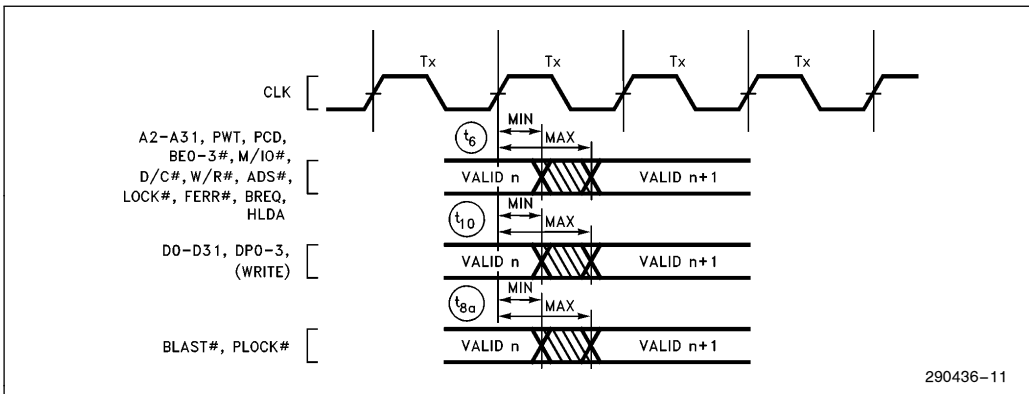 Tx Tx Tx Tx
CLK
MIN
t6 MAX
A2-A31, PWT, PCD,
BE0-3#, M/IO#,
D/C#, W/R#, ADS#,
LOCK#, FERR#, BREQ,
HLDA
VALID n VALID n+1
MIN
t10 MAX
D0-D31, DP0-3,
(WRITE)
VALID n VALID n+1
MIN
t8a MAX
BLAST#, PLOCK#
VALID n VALID n+1
290436-11